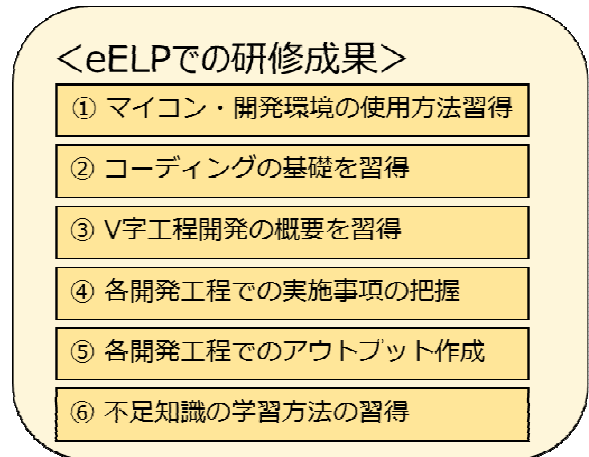 ＜eELPでの研修成果＞
① マイコン・開発環境の使用方法習得
② コーディングの基礎を習得
③ V字工程開発の概要を習得
④ 各開発工程での実施事項の把握
⑤ 各開発工程でのアウトプット作成
⑥ 不足知識の学習方法の習得